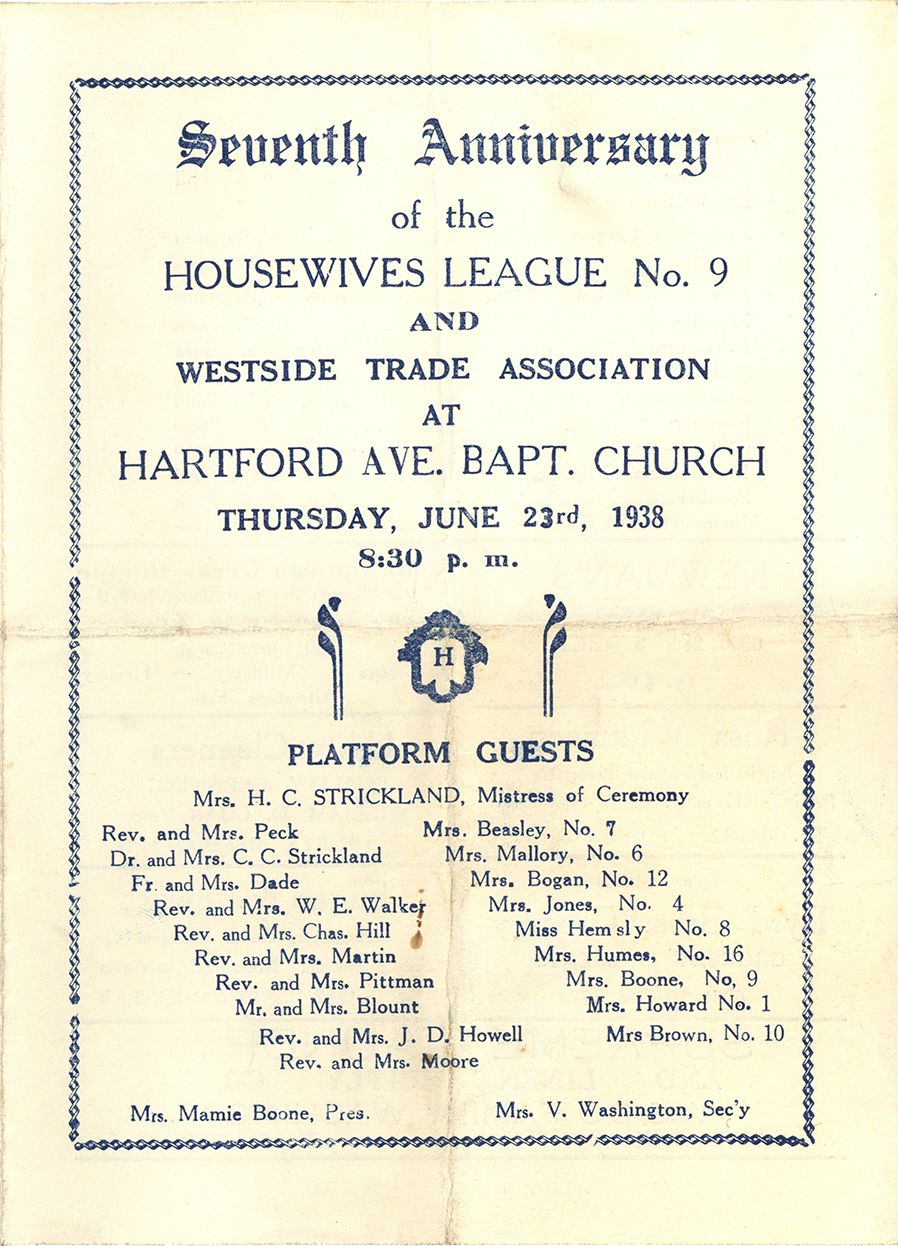 Seventh Anniversary
of the
HOUSEWIVES LEAGUE No. 9
AND
WESTSIDE TRADE ASSOCIATION
AT
HARTFORD AVE. BAPT. CHURCH
THURSDAY, JUNE 23rd, 1938
8:30 p. m.
H
PLATFORM GUESTS
Mrs. H. C. STRICKLAND, Mistress of Ceremony
Rev. and Mrs. Peck
Dr. and Mrs. C. C. Strickland
Fr. and Mrs. Dade
Rev. and Mrs. W. E. Walker
Rev. and Mrs. Chas. Hill
Rev. and Mrs. Martin
Rev. and Mrs. Pittman
Mr. and Mrs. Blount
Rev. and Mrs. J. D. Howell
Rev. and Mrs. Moore
Mrs. Beasley, No. 7
Mrs. Mallory, No. 6
Mrs. Bogan, No. 12
Mrs. Jones, No. 4
Miss Hemsly No. 8
Mrs. Humes, No. 16
Mrs. Boone, No, 9
Mrs. Howard No. 1
Mrs Brown, No. 10
Mrs. Mamie Boone, Pres.
Mrs. V. Washington, Sec'y